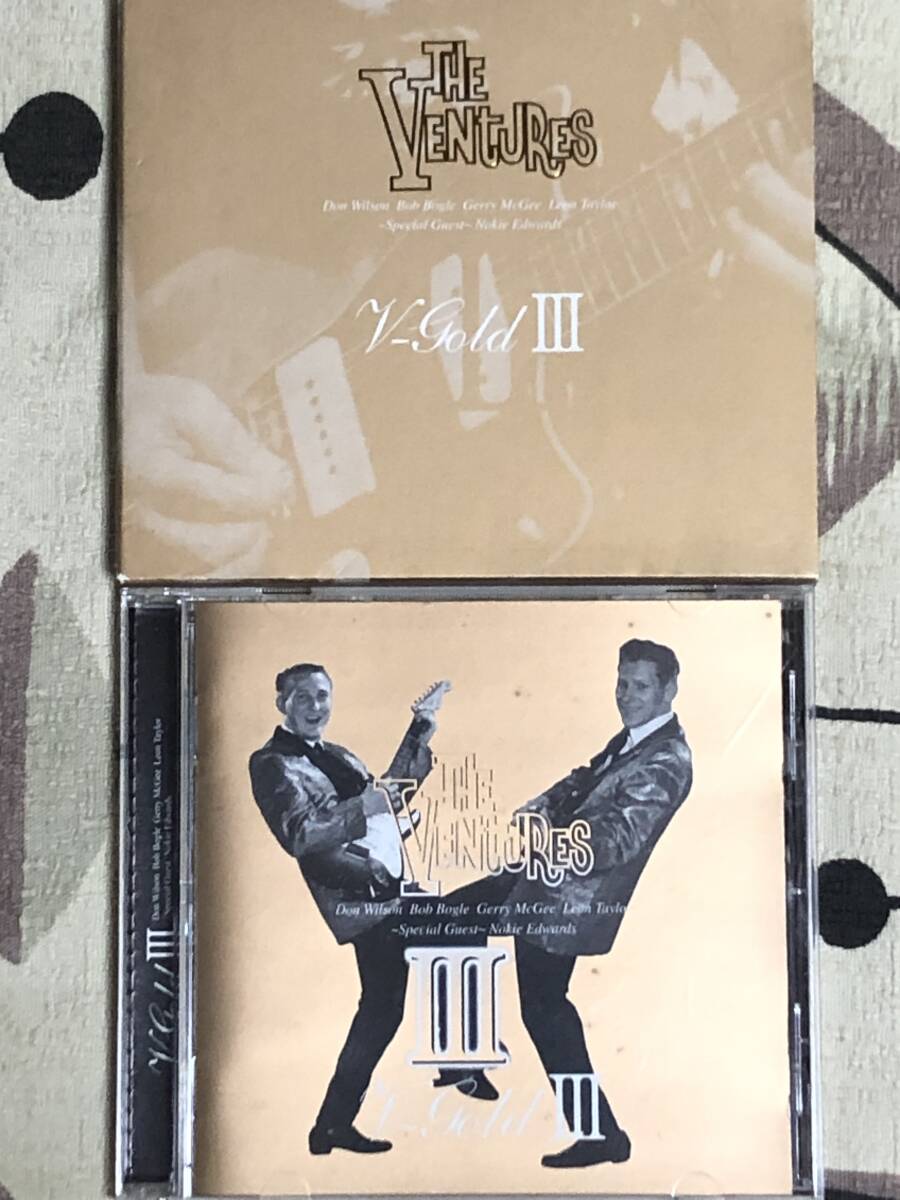 THE
VENTURES
Don Wilson Bob Bogle Gerry McGee Leon Taylor
~Special Guest~ Nokie Edwards
V-Gold III
THE
VENTURES
Don Wilson Bob Bogle Gerry McGee Leon Taylo
~Special Guest~ Nokie Edwards
III
V-Gold III
V-Gold III
Don Wilson Bob Bogle Gerry McGee Leon Taylor
Special Guest Nokie Edwards